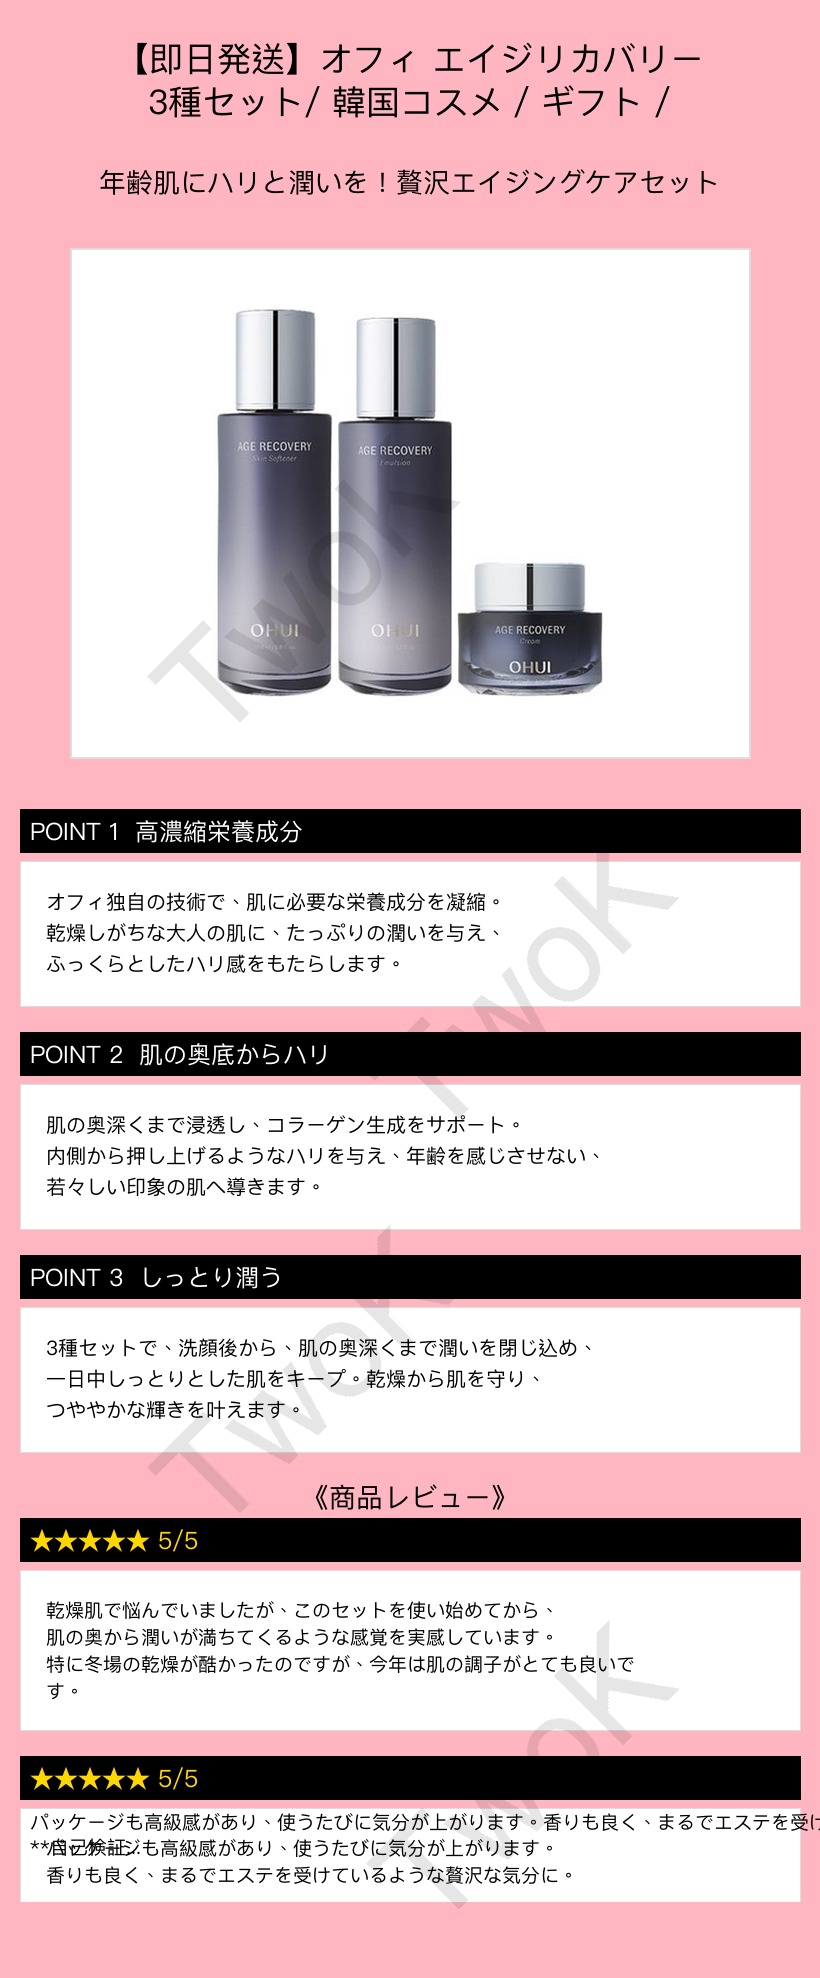 【即日発送】オフィ エイジリカバリー
3種セット/ 韓国コスメ / ギフト /
年齢肌にハリと潤いを！贅沢エイジングケアセット
AGE RECOVERY
Skin Softener
OHUI
AGE RECOVERY
Emulsion
OHUI
AGE RECOVERY
Cream
OHUI
TwoK
POINT 1 高濃縮栄養成分
オフィ独自の技術で、肌に必要な栄養成分を凝縮。
乾燥しがちな大人の肌に、たっぷりの潤いを与え、
ふっくらとしたハリ感をもたらします。
TwoK
POINT 2 肌の奥底からハリ
肌の奥深くまで浸透し、コラーゲン生成をサポート。
内側から押し上げるようなハリを与え、年齢を感じさせない、
若々しい印象の肌へ導きます。
POINT 3 しっとり潤う
3種セットで、洗顔後から、肌の奥深くまで潤いを閉じ込め、
一日中しっとりとした肌をキープ。乾燥から肌を守り、
つややかな輝きを叶えます。
TwoK
《商品レビュー》
★★★★★ 5/5
乾燥肌で悩んでいましたが、このセットを使い始めてから、
肌の奥から潤いが満ちてくるような感覚を実感しています。
特に冬場の乾燥が酷かったのですが、今年は肌の調子がとても良いで
す。
TwoK
★★★★★ 5/5
パッケージも高級感があり、使うたびに気分が上がります。香りも良く、まるでエステを受け
**自己検証:
パッケージも高級感があり、使うたびに気分が上がります。
香りも良く、まるでエステを受けているような贅沢な気分に。